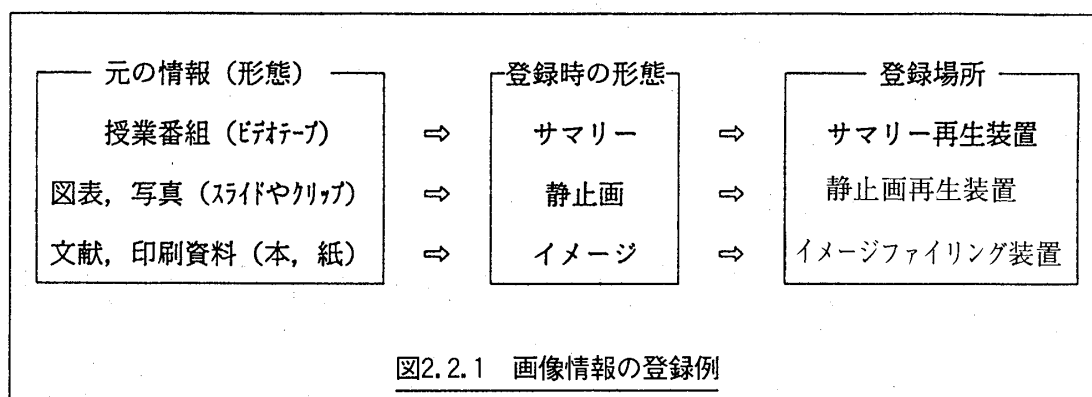 元の情報（形態） 登録時の形態 登録場所
授業番組（ビデオテープ） ⇨ サマリー ⇨ サマリー再生装置
図表，写真（スライドやクリップ） ⇨ 静止画 ⇨ 静止画再生装置
文献，印刷資料（本，紙） ⇨ イメージ ⇨ イメージファイリング装置
図2.2.1 画像情報の登録例